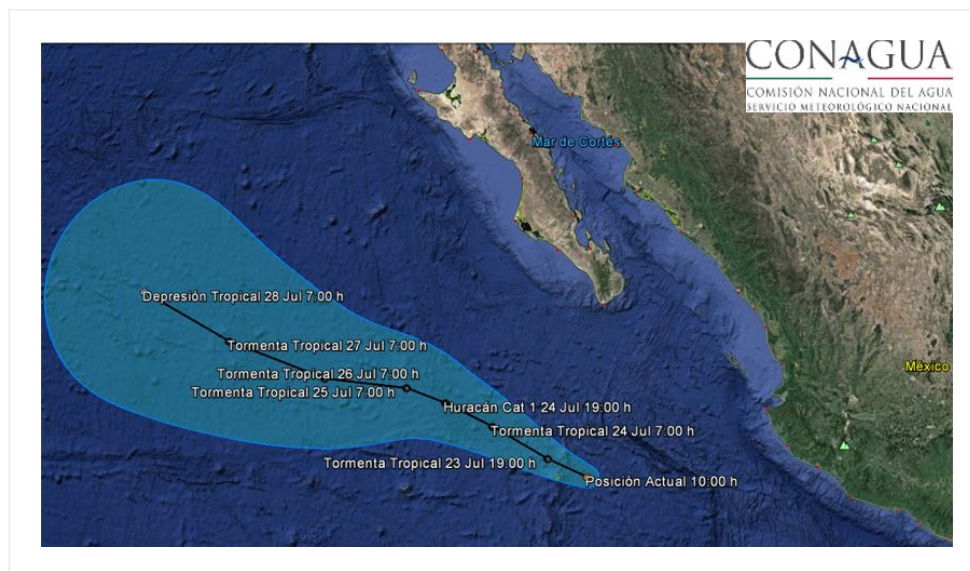 CONAGUA
COMISIÓN NACIONAL DEL AGUA
SERVICIO METEOROLÓGICO NACIONAL
Mar de Cortés
Depresión Tropical 28 Jul 7:00 h
Tormenta Tropical 27 Jul 7:00 h
México
Tormenta Tropical 26 Jul 7:00 h
Tormenta Tropical 25 Jul 7:00 h
Huracán Cat 1 24 Jul 19:00 h
Tormenta Tropical 24 Jul 7:00 h
Tormenta Tropical 23 Jul 19:00 h
Posición Actual 10:00 h